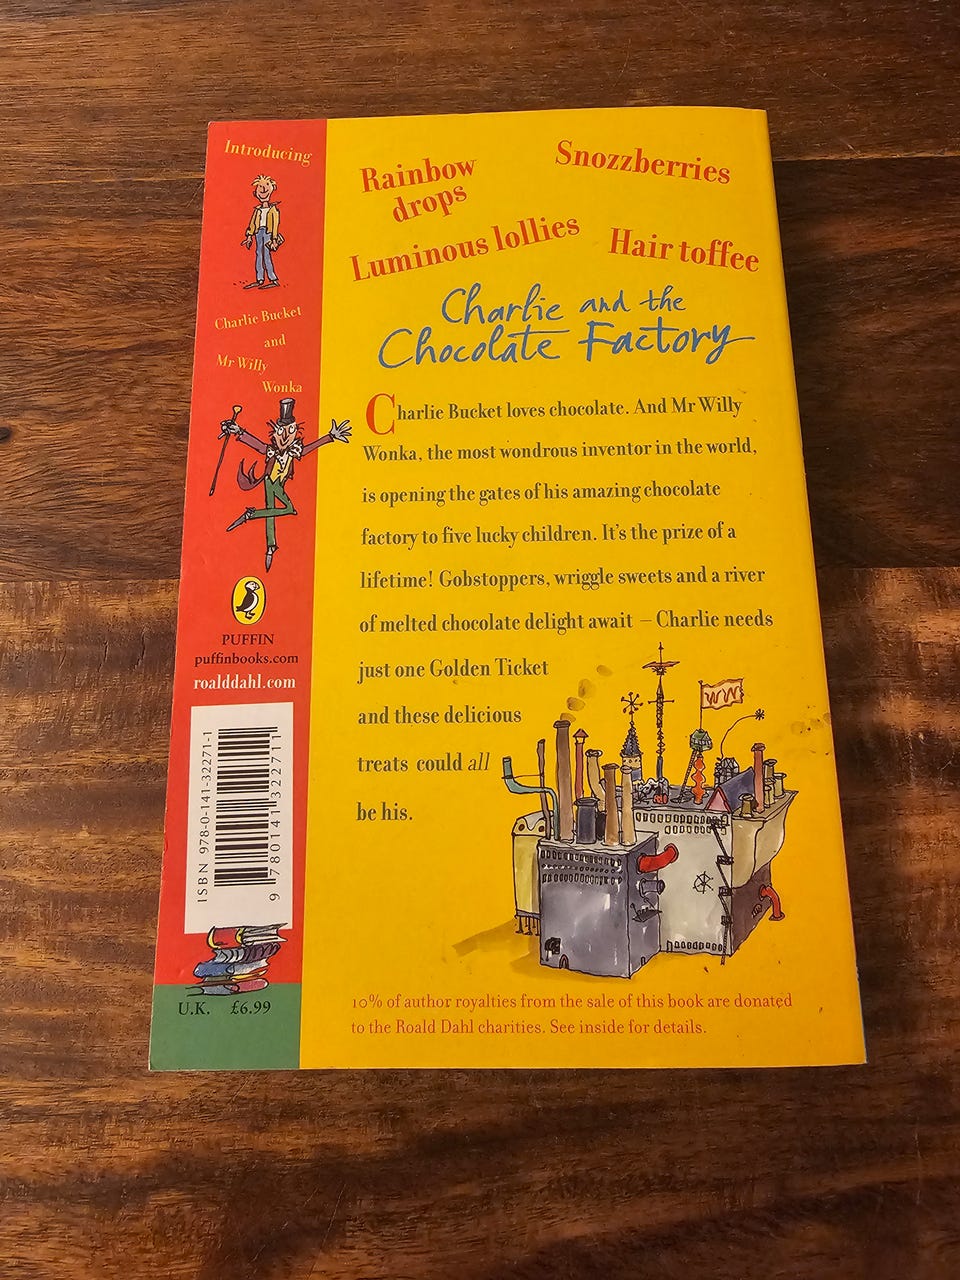 Introducing
Charlie Bucket
and
Mr Willy
Wonka
PUFFIN
puffinbooks.com
roalddahl.com
ISBN 978-0-141-32271-1
9 780141 322711
U.K. £6.99
Rainbow
drops
Snozzberries
Luminous lollies
Hair toffee
Charlie and the
Chocolate Factory
Charlie Bucket loves chocolate. And Mr Willy
Wonka, the most wondrous inventor in the world,
is opening the gates of his amazing chocolate
factory to five lucky children. It's the prize of a
lifetime! Gobstoppers, wriggle sweets and a river
of melted chocolate delight await – Charlie needs
just one Golden Ticket
and these delicious
treats could all
be his.
WW
10% of author royalties from the sale of this book are donated
to the Roald Dahl charities. See inside for details.